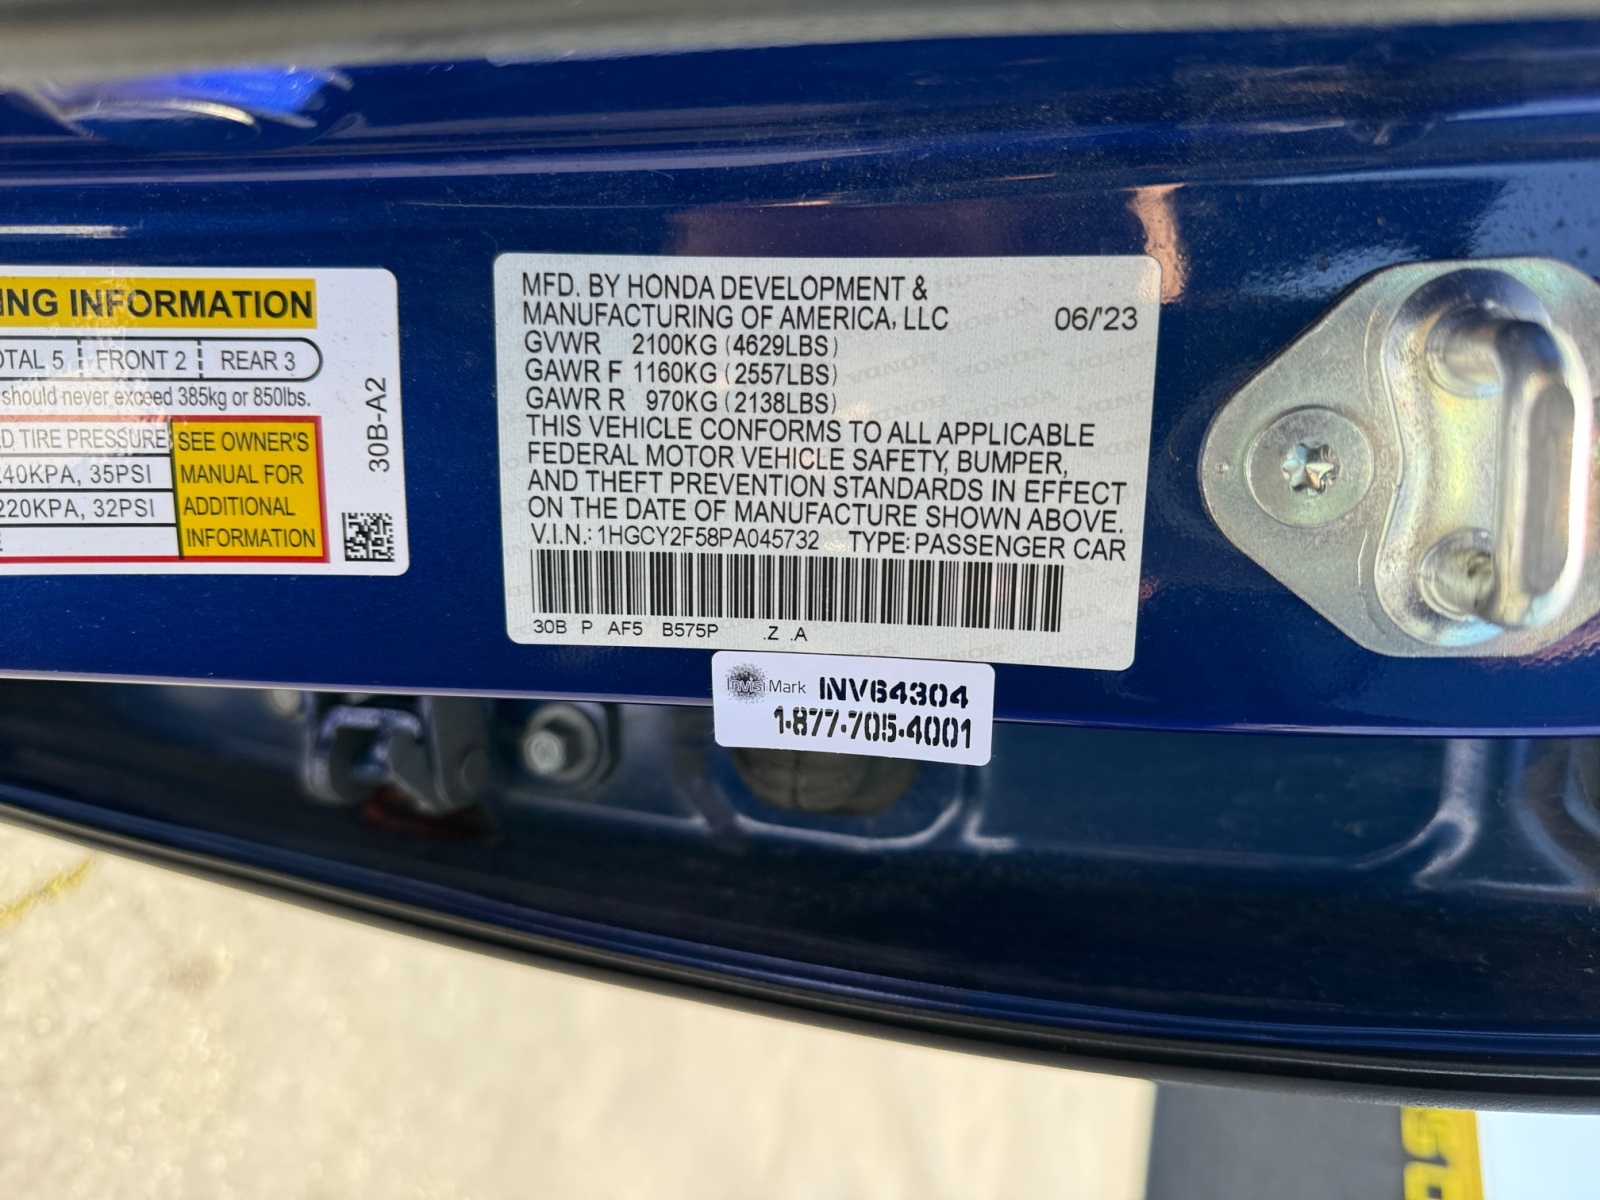 ING INFORMATION
OTAL 5 FRONT 2 REAR 3
should never exceed 385kg or 850lbs.
D TIRE PRESSURE
240KPA, 35PSI
220KPA, 32PSI
SEE OWNER'S
MANUAL FOR
ADDITIONAL
INFORMATION
30B-A2
MFD. BY HONDA DEVELOPMENT &
MANUFACTURING OF AMERICA, LLC 06/'23
GVWR 2100KG (4629LBS)
GAWR F 1160KG (2557LBS)
GAWR R 970KG (2138LBS)
THIS VEHICLE CONFORMS TO ALL APPLICABLE
FEDERAL MOTOR VEHICLE SAFETY, BUMPER,
AND THEFT PREVENTION STANDARDS IN EFFECT
ON THE DATE OF MANUFACTURE SHOWN ABOVE.
V.I.N.: 1HGCY2F58PA045732 TYPE: PASSENGER CAR
30B P AF5 B575P .Z .A
InvisiMark INV64304
1-877-705-4001